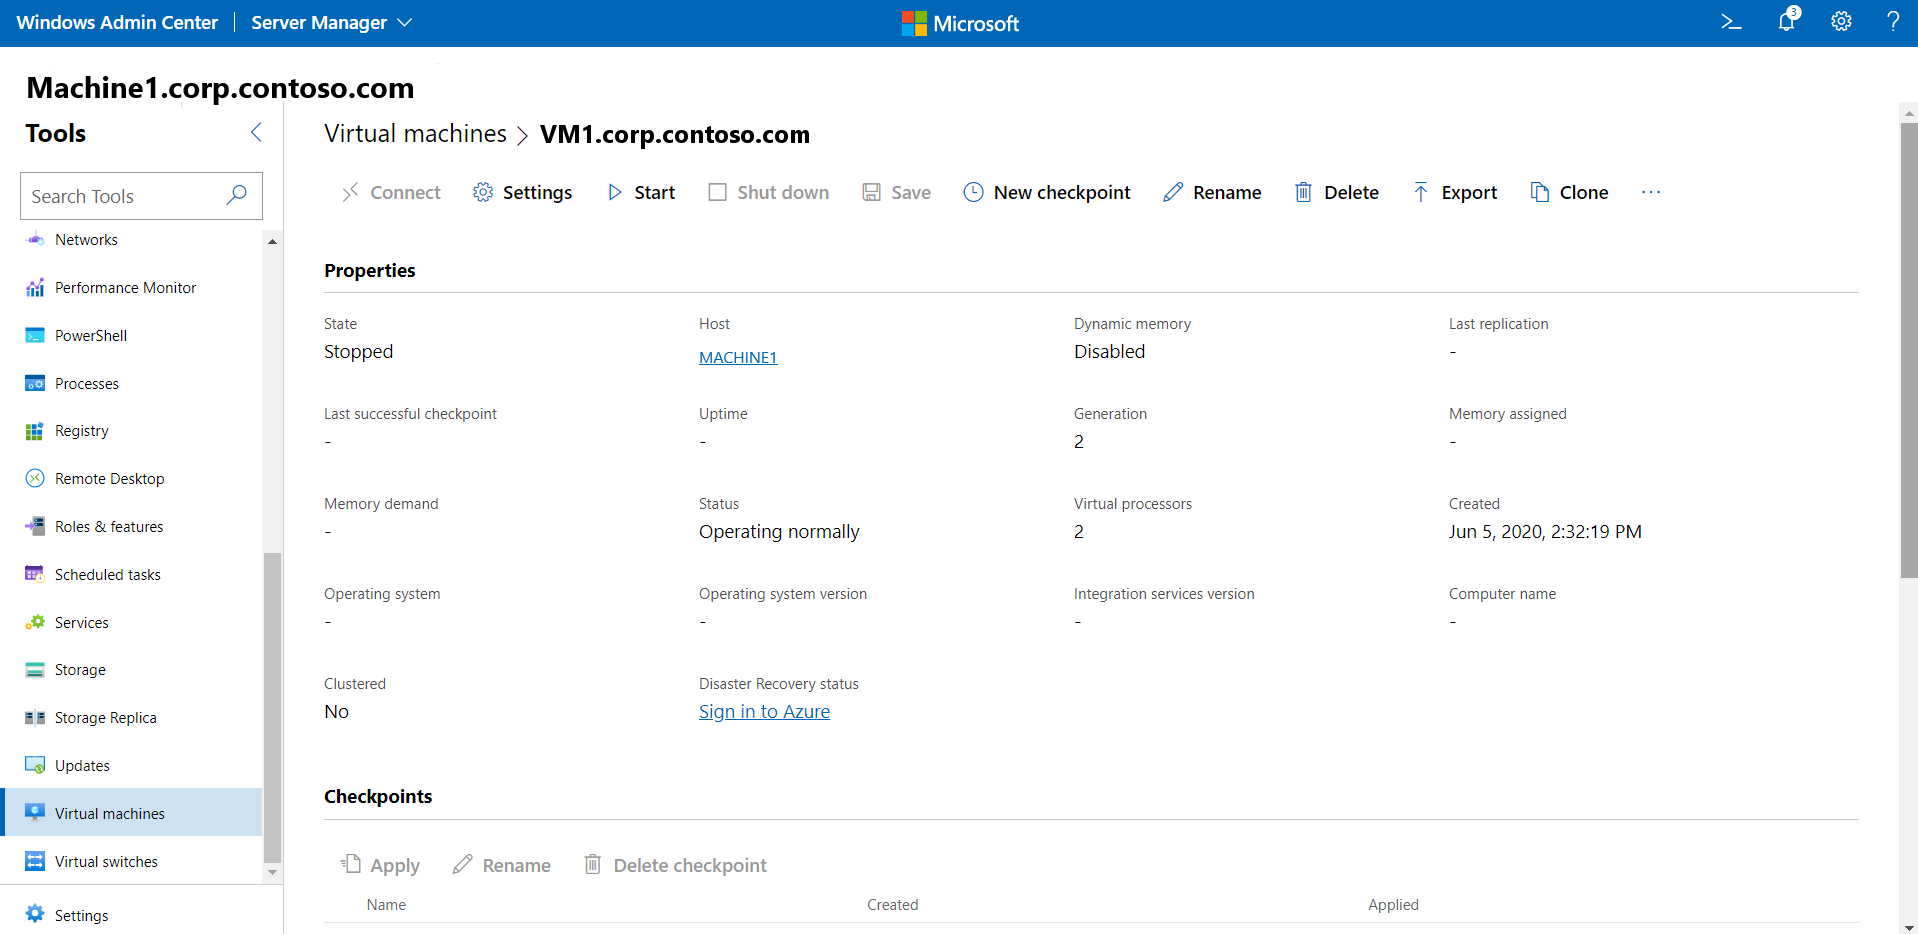 Windows Admin Center | Server Manager
Microsoft
3
Machine1.corp.contoso.com
Tools
Search Tools
Networks
Performance Monitor
PowerShell
Processes
Registry
Remote Desktop
Roles & features
Scheduled tasks
Services
Storage
Storage Replica
Updates
Virtual machines
Virtual switches
Settings
Virtual machines > VM1.corp.contoso.com
Connect Settings Start Shut down Save New checkpoint Rename Delete Export Clone ...
Properties
State Host Dynamic memory Last replication
Stopped MACHINE1 Disabled -
Last successful checkpoint Uptime Generation Memory assigned
- - 2 -
Memory demand Status Virtual processors Created
- Operating normally 2 Jun 5, 2020, 2:32:19 PM
Operating system Operating system version Integration services version Computer name
- - - -
Clustered Disaster Recovery status
No Sign in to Azure
Checkpoints
Apply Rename Delete checkpoint
Name Created Applied